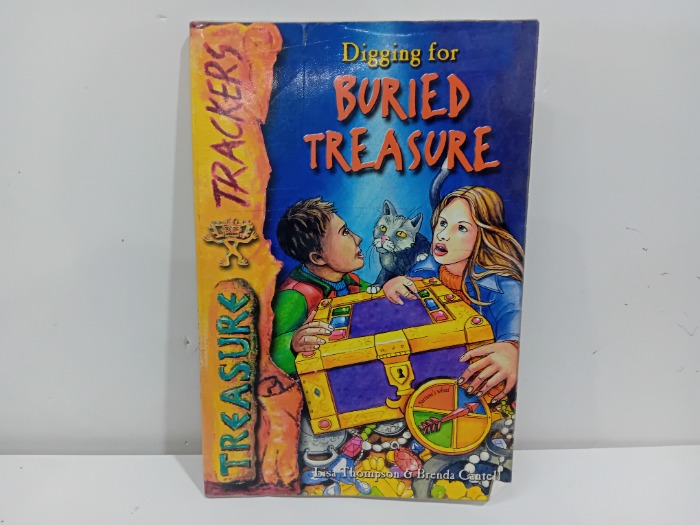 TREASURE TRACKERS
Digging for
BURIED
TREASURE
Lisa Thompson & Brenda Cantell